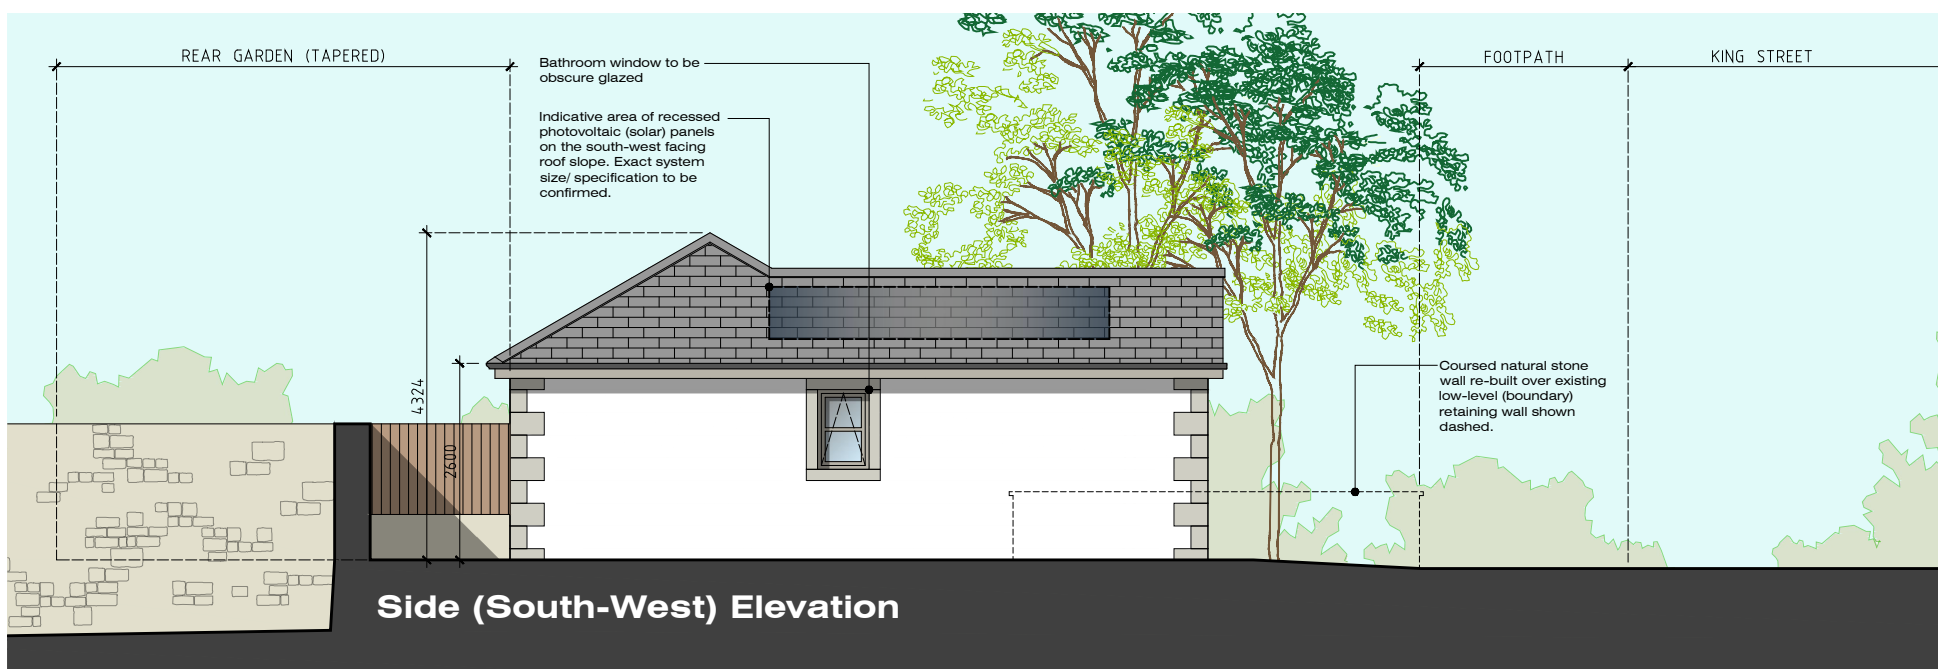 REAR GARDEN (TAPERED)
Bathroom window to be
obscure glazed
Indicative area of recessed
photovoltaic (solar) panels
on the south-west facing
roof slope. Exact system
size/ specification to be
confirmed.
FOOTPATH
KING STREET
4324
2600
Coursed natural stone
wall re-built over existing
low-level (boundary)
retaining wall shown
dashed.
Side (South-West) Elevation